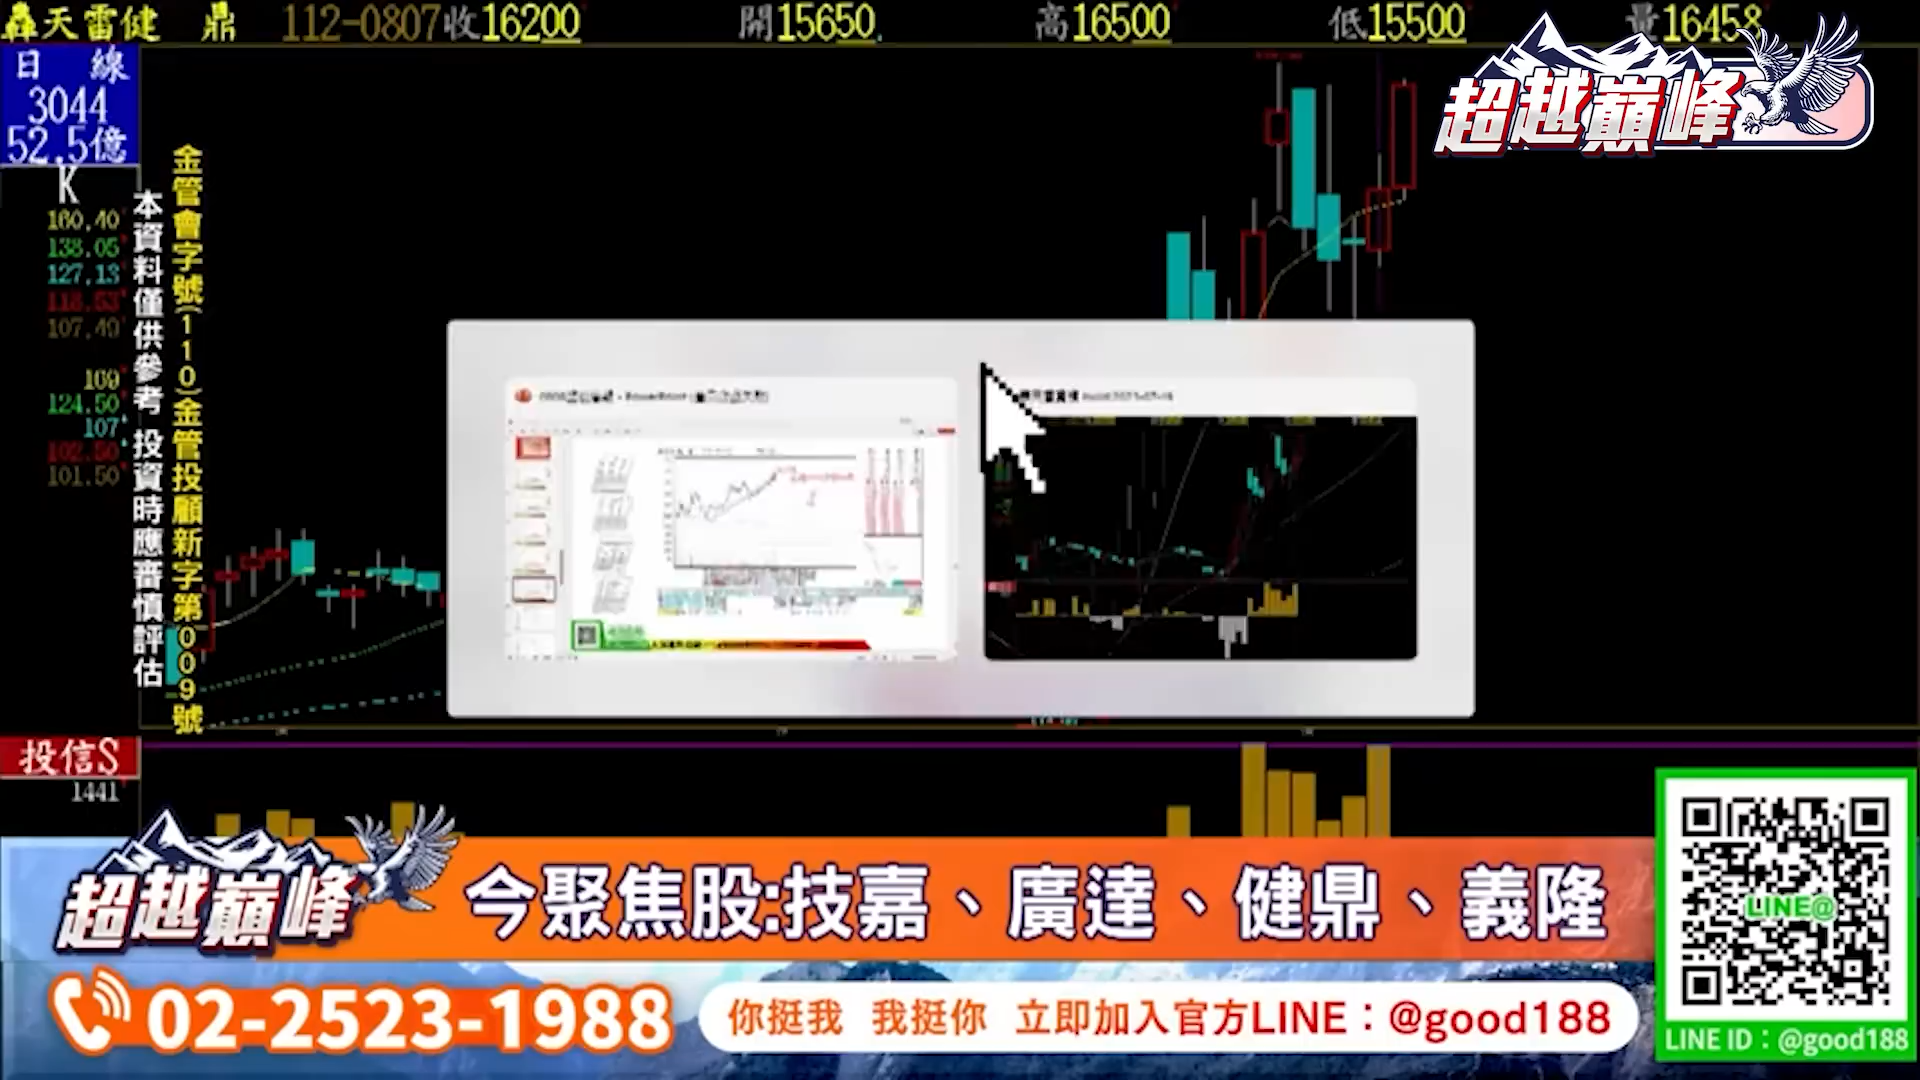 轟天雷健 鼎 112-0807收16200 開15650 高16500 低15500 量16458
超越巔峰
日 線
3044
52.5億
K
160.40
138.05
127.13
118.53
107.40
109
124.50
107
102.50
101.50
本資料僅供參考 投資時應審慎評估
金管會字號(110)金管投顧新字第009號
投信S
1441
超越巔峰
今聚焦股:技嘉、廣達、健鼎、義隆
02-2523-1988
你挺我 我挺你 立即加入官方LINE：@good188
LINE@
LINE ID：@good188